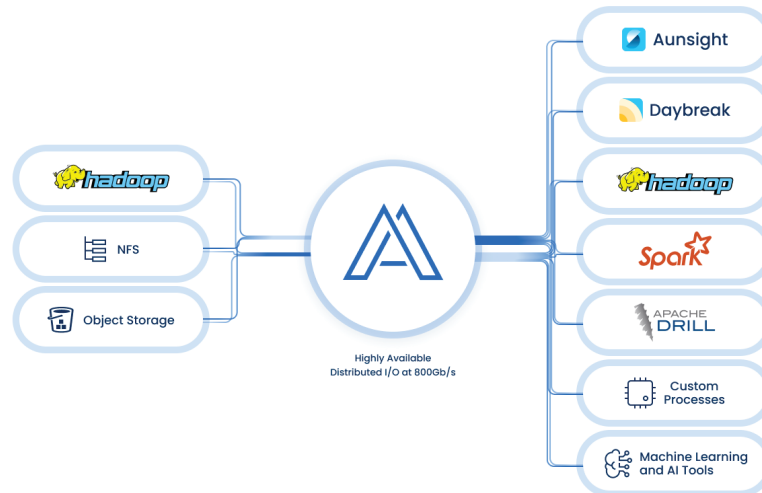 hadoop
NFS
Object Storage
Highly Available
Distributed I/O at 800Gb/s
Aunsight
Daybreak
hadoop
Spark
APACHE
DRILL
Custom
Processes
Machine Learning
and AI Tools